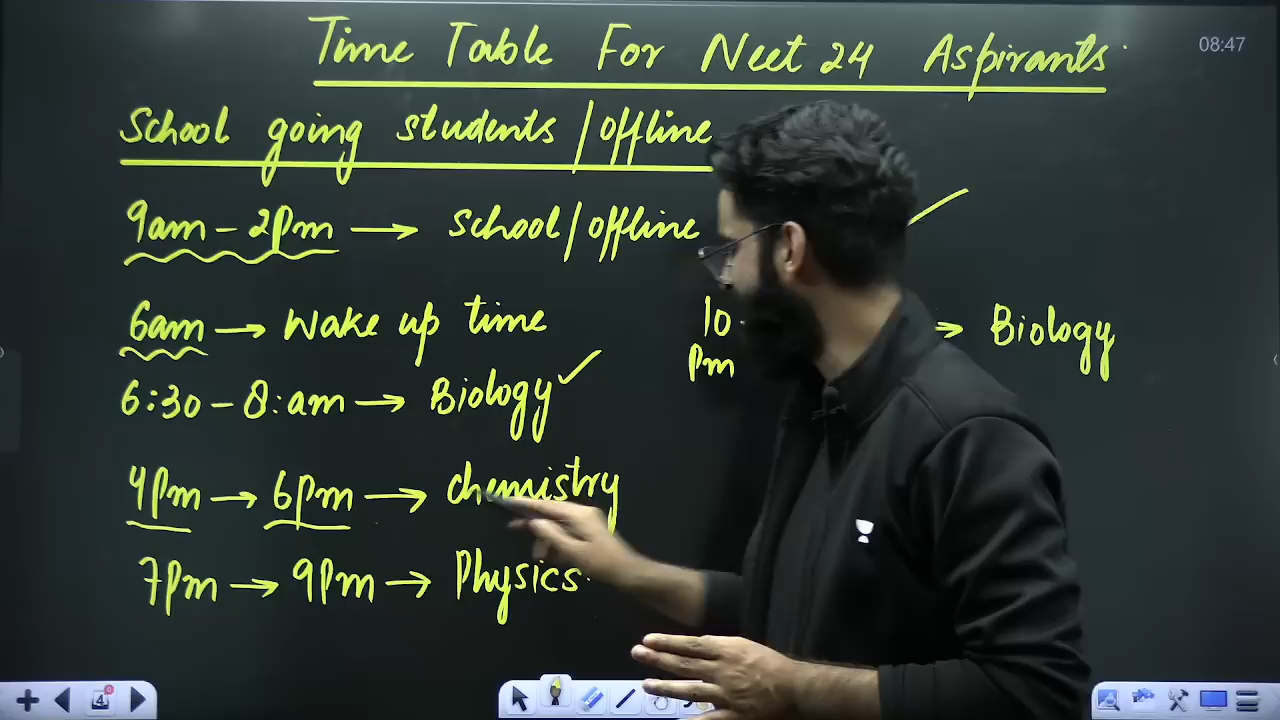 Time Table For Neet 24 Aspirants
08:47
School going students/offline
9am - 2pm → School/offline
6am → Wake up time
10 pm → Biology
6:30 - 8:am → Biology
4pm → 6pm → chemistry
7pm → 9pm → Physics
4